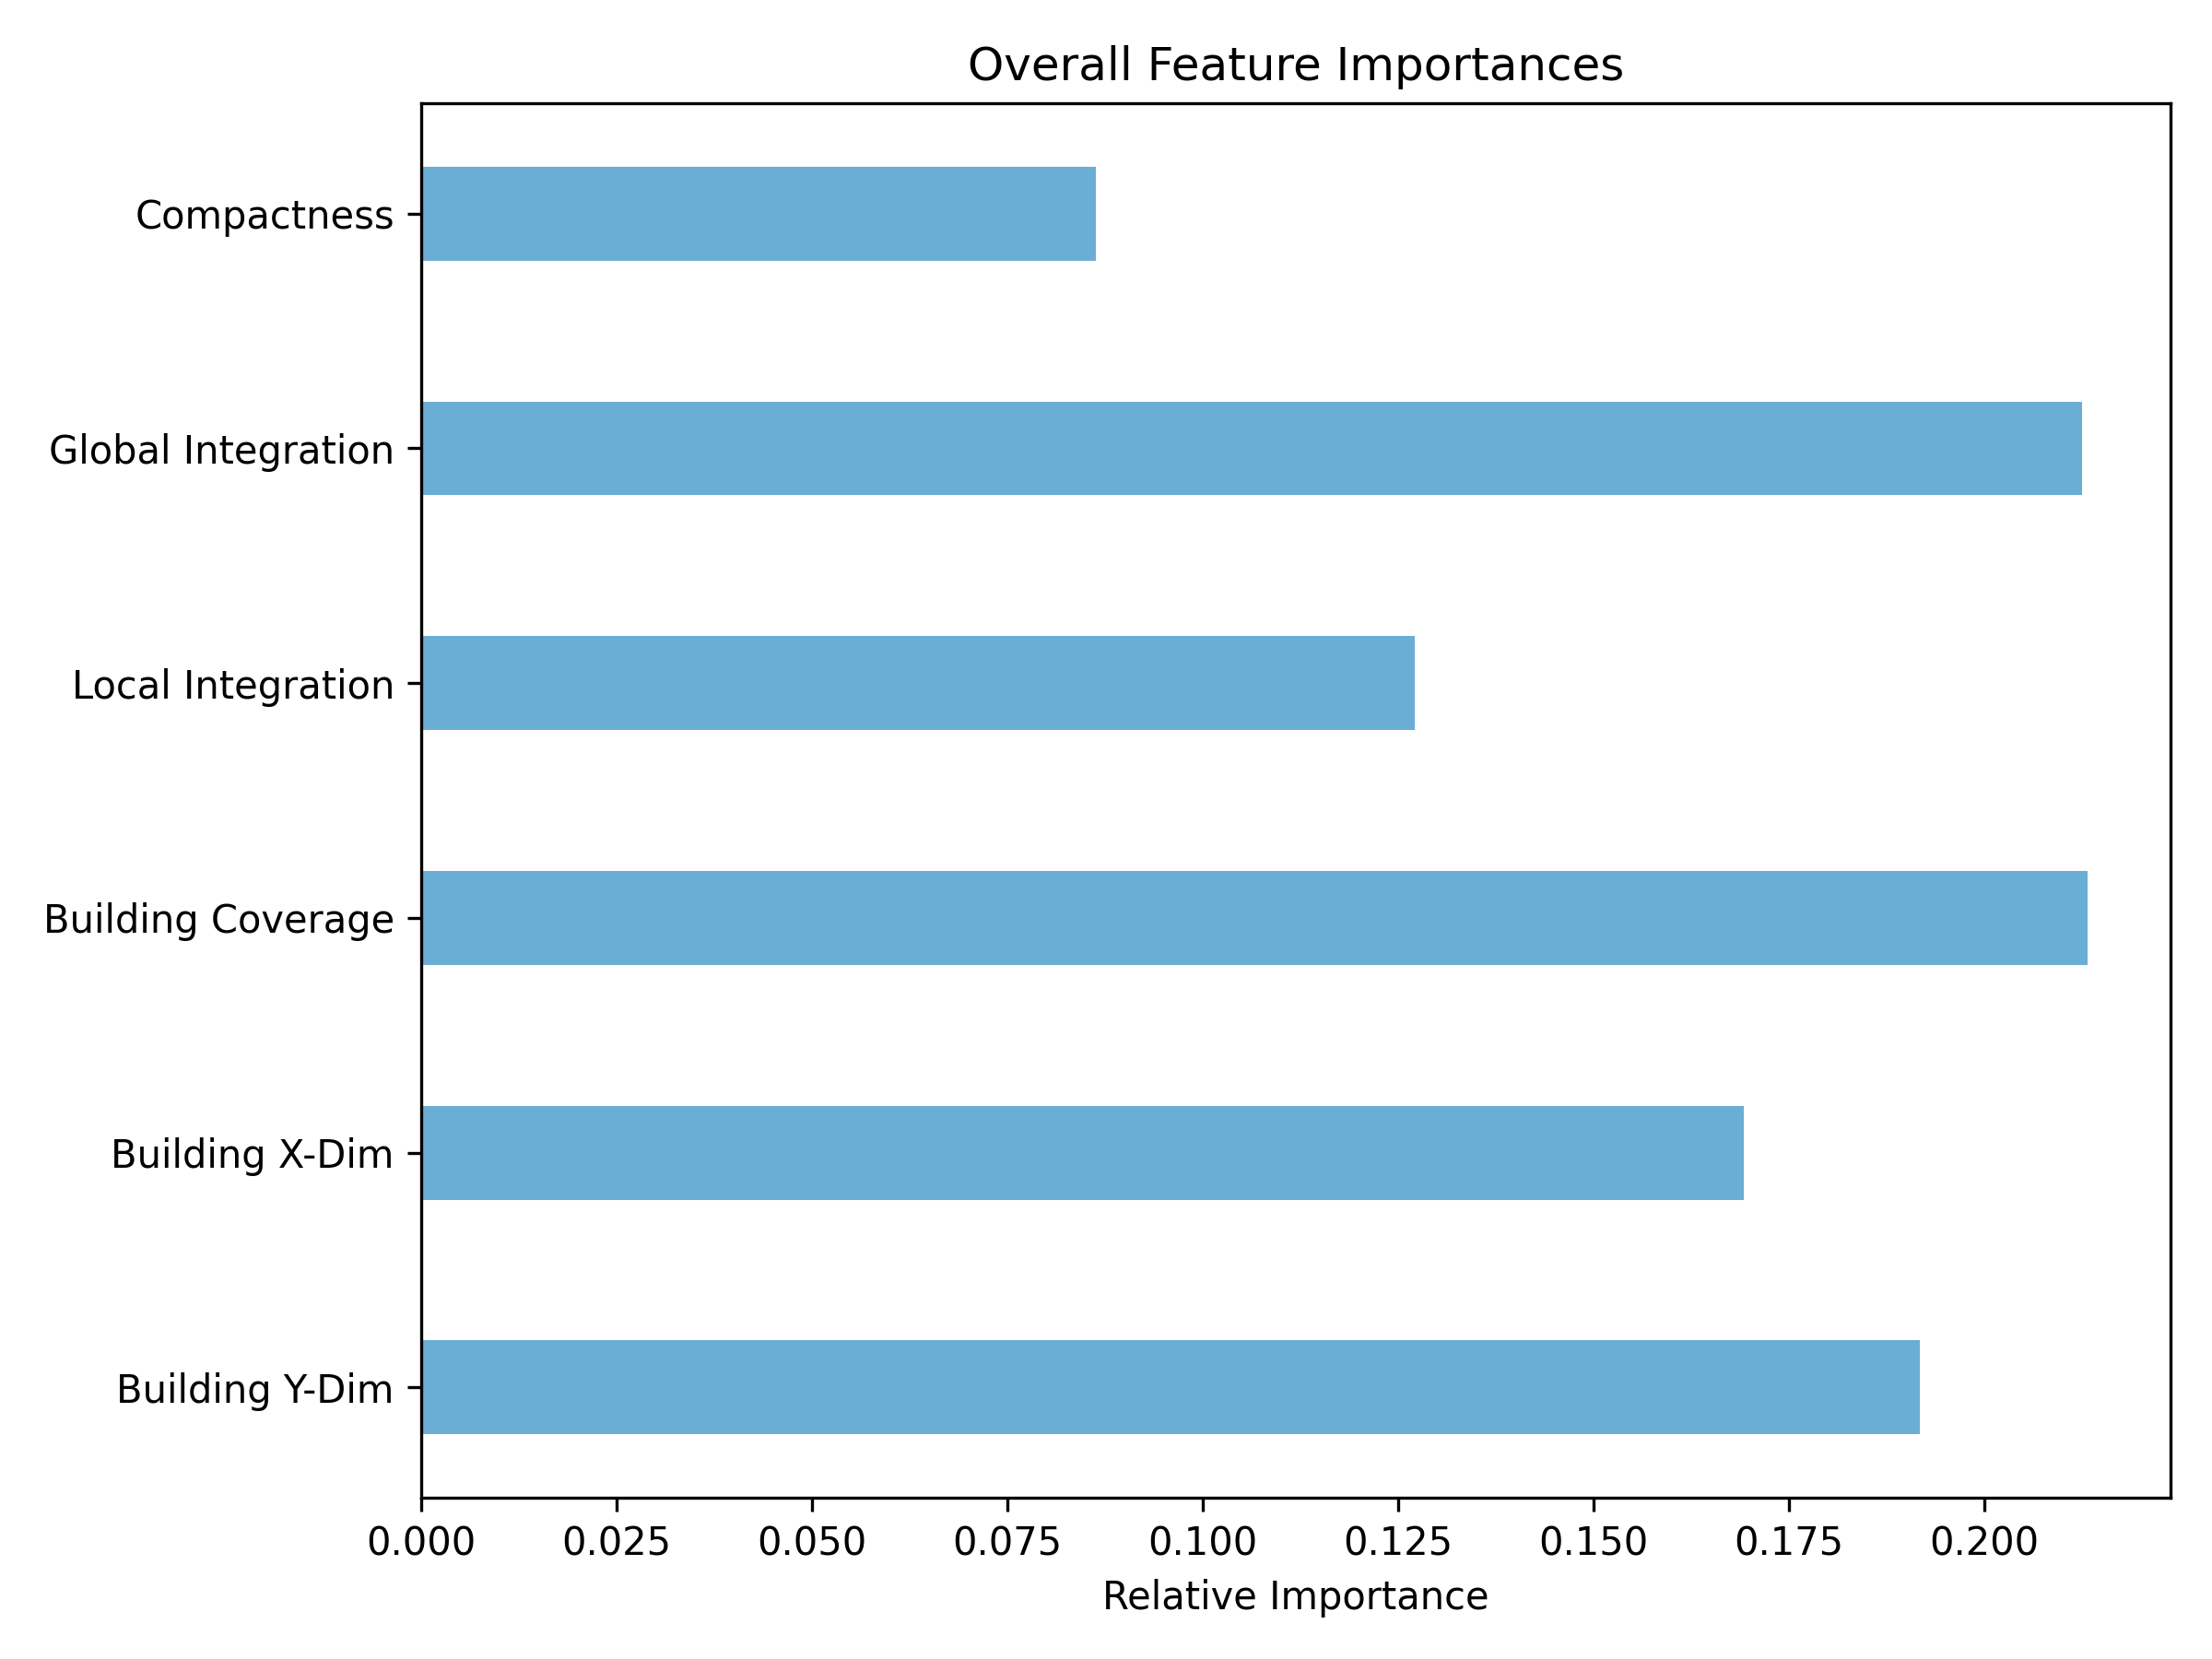 Overall Feature Importances
Compactness
Global Integration
Local Integration
Building Coverage
Building X-Dim
Building Y-Dim
0.000 0.025 0.050 0.075 0.100 0.125 0.150 0.175 0.200
Relative Importance